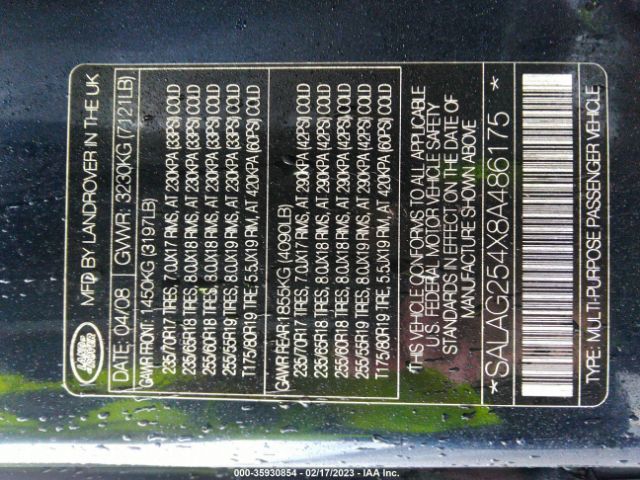 LAND
ROVER
MFD BY LANDROVER IN THE UK
DATE: 04/08 GVWR: 3230KG (7121LB)
GAWR FRONT: 1450KG (3197LB)
235/70R17 TIRES, 7.0JX17 RIMS, AT 230KPA (33PSI) COLD
235/65R18 TIRES, 8.0JX18 RIMS, AT 230KPA (33PSI) COLD
255/60R18 TIRES, 8.0JX18 RIMS, AT 230KPA (33PSI) COLD
255/55R19 TIRES, 8.0JX19 RIMS, AT 230KPA (33PSI) COLD
T175/80R19 TIRE, 5.5JX19 RIM, AT 420KPA (60PSI) COLD
GAWR REAR 1855KG (4090LB)
235/70R17 TIRES, 7.0JX17 RIMS, AT 290KPA (42PSI) COLD
235/65R18 TIRES, 8.0JX18 RIMS, AT 290KPA (42PSI) COLD
255/60R18 TIRES, 8.0JX18 RIMS, AT 290KPA (42PSI) COLD
255/55R19 TIRES, 8.0JX19 RIMS, AT 290KPA (42PSI) COLD
T175/80R19 TIRE, 5.5JX19 RIM, AT 420KPA (60PSI) COLD
THIS VEHICLE CONFORMS TO ALL APPLICABLE
U.S. FEDERAL MOTOR VEHICLE SAFETY
STANDARDS IN EFFECT ON THE DATE OF
MANUFACTURE SHOWN ABOVE
*SALAG254X8A486175*
TYPE: MULTI-PURPOSE PASSENGER VEHICLE
000-35930854 - 02/17/2023 - IAA Inc.